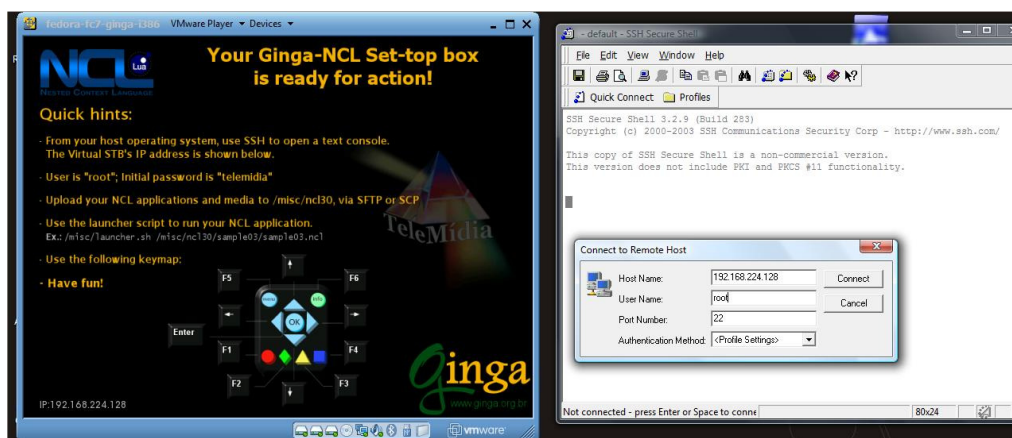 fedora-fc7-ginga-i386 VMware Player Devices
NCL
Lua
NESTED CONTEXT LANGUAGE
Your Ginga-NCL Set-top box
is ready for action!
Quick hints:
- From your host operating system, use SSH to open a text console.
The Virtual STB's IP address is shown below.
- User is "root"; Initial password is "telemidia"
- Upload your NCL applications and media to /misc/ncl30, via SFTP or SCP
- Use the launcher script to run your NCL application.
Ex.: /misc/launcher.sh /misc/ncl30/sample03/sample03.ncl
- Use the following keymap:
- Have fun!
TeleMídia
F5
F6
menu
info
OK
Enter
F1
F4
F2
F3
Ginga
www.ginga.org.br
IP:192.168.224.128
vmware
- default - SSH Secure Shell
File Edit View Window Help
Quick Connect Profiles
SSH Secure Shell 3.2.9 (Build 283)
Copyright (c) 2000-2003 SSH Communications Security Corp - http://www.ssh.com/
This copy of SSH Secure Shell is a non-commercial version.
This version does not include PKI and PKCS #11 functionality.
Connect to Remote Host
Host Name: 192.168.224.128
Connect
User Name: root
Cancel
Port Number: 22
Authentication Method: <Profile Settings>
Not connected - press Enter or Space to conne
80x24